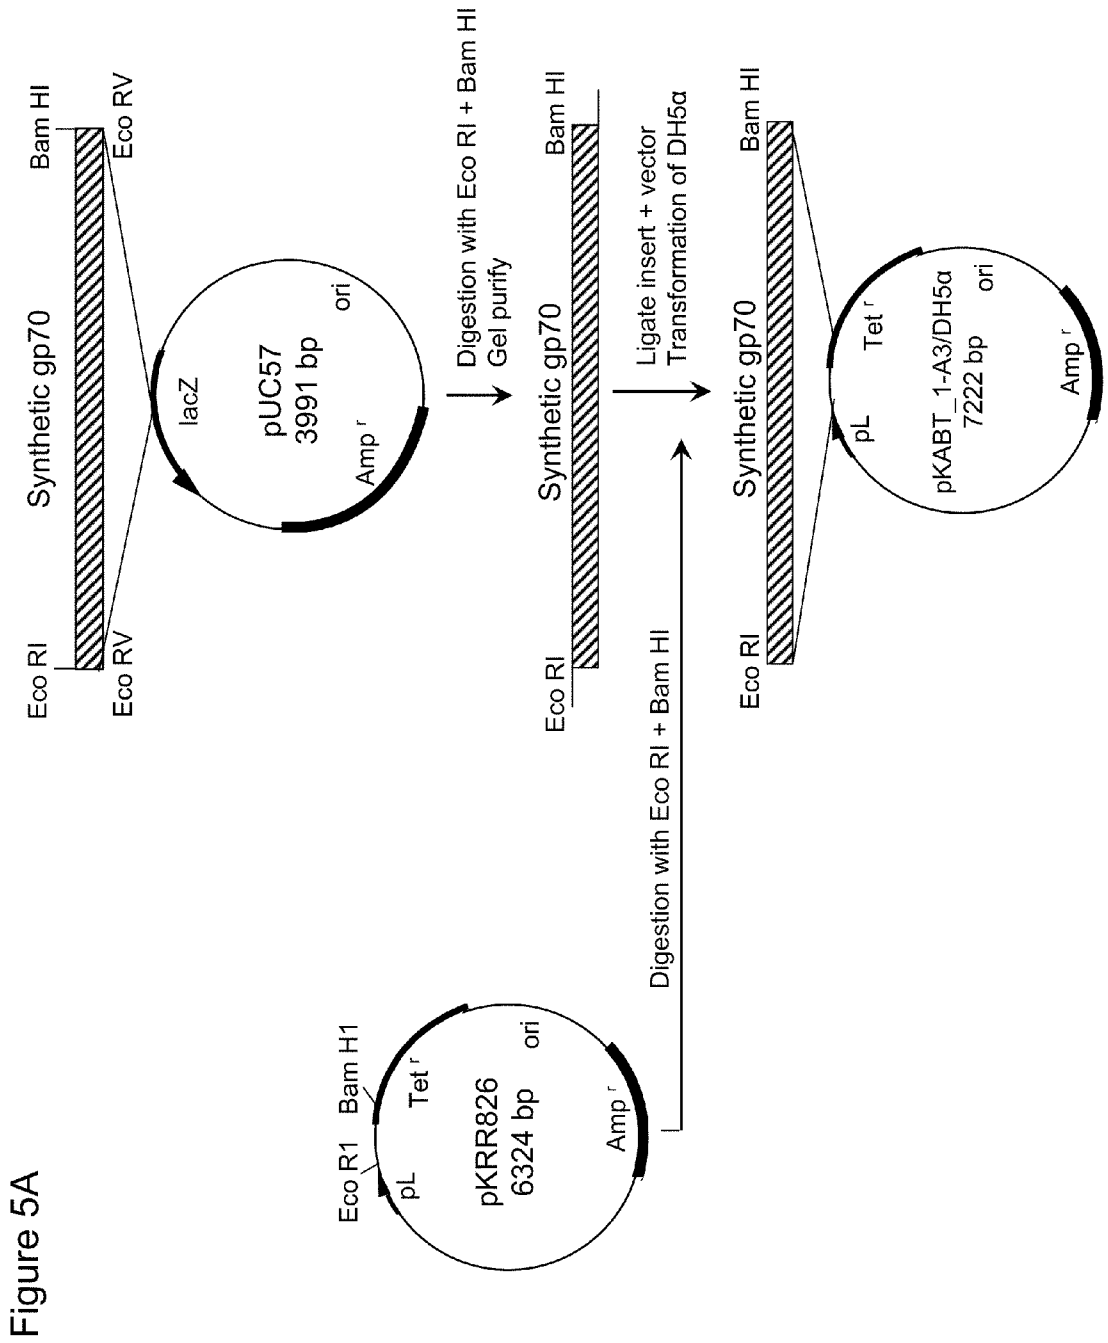 Figure 5A
Eco RI
Synthetic gp70
Bam HI
Eco RV
Eco RV
lacZ
pUC57
3991 bp
ori
Amp r
Digestion with Eco RI + Bam HI
Gel purify
Eco R1
Bam H1
pL
Tet r
pKRR826
6324 bp
ori
Amp r
Eco RI
Synthetic gp70
Bam HI
Digestion with Eco RI + Bam HI
Ligate insert + vector
Transformation of DH5α
Eco RI
Synthetic gp70
Bam HI
pL
Tet r
pKABT_1-A3/DH5α
7222 bp
ori
Amp r